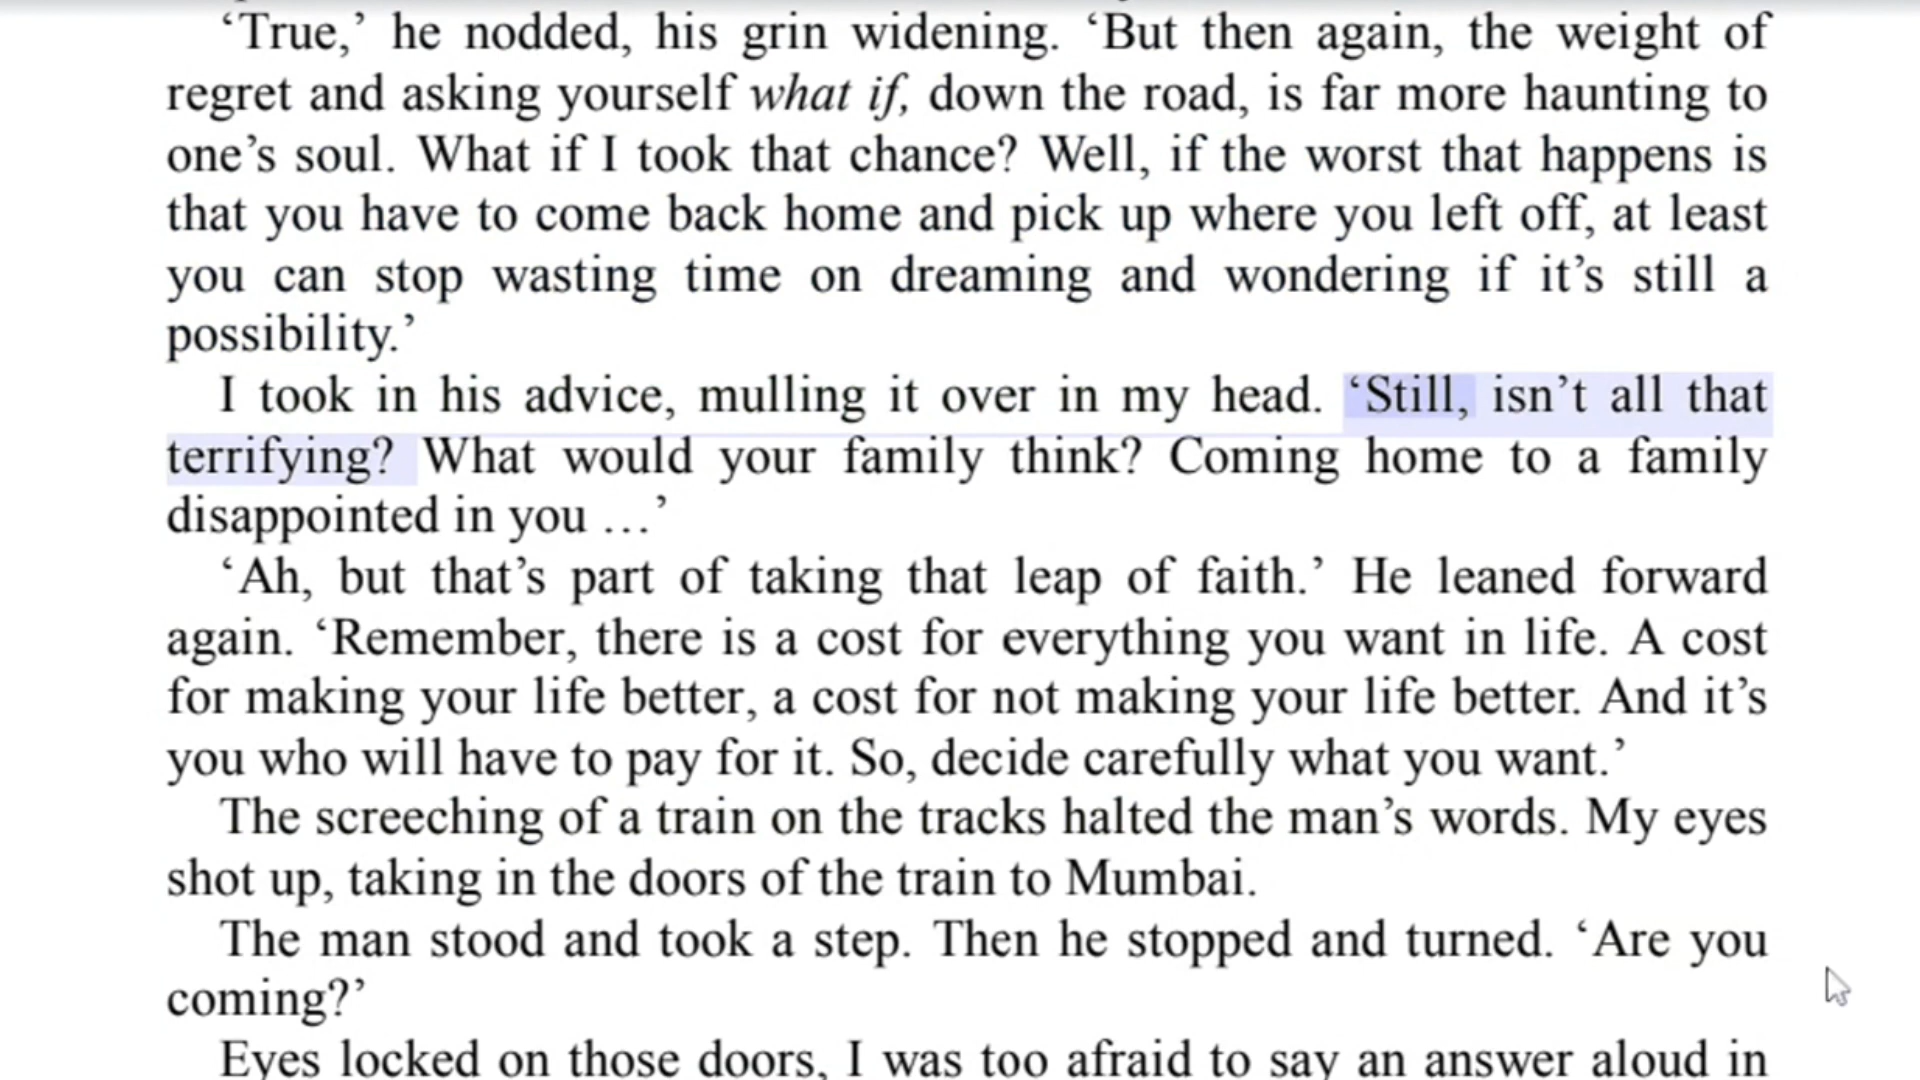 ‘True,’ he nodded, his grin widening. ‘But then again, the weight of
regret and asking yourself what if, down the road, is far more haunting to
one’s soul. What if I took that chance? Well, if the worst that happens is
that you have to come back home and pick up where you left off, at least
you can stop wasting time on dreaming and wondering if it’s still a
possibility.’
I took in his advice, mulling it over in my head. ‘Still, isn’t all that
terrifying? What would your family think? Coming home to a family
disappointed in you …’
‘Ah, but that’s part of taking that leap of faith.’ He leaned forward
again. ‘Remember, there is a cost for everything you want in life. A cost
for making your life better, a cost for not making your life better. And it’s
you who will have to pay for it. So, decide carefully what you want.’
The screeching of a train on the tracks halted the man’s words. My eyes
shot up, taking in the doors of the train to Mumbai.
The man stood and took a step. Then he stopped and turned. ‘Are you
coming?’
Eyes locked on those doors, I was too afraid to say an answer aloud in